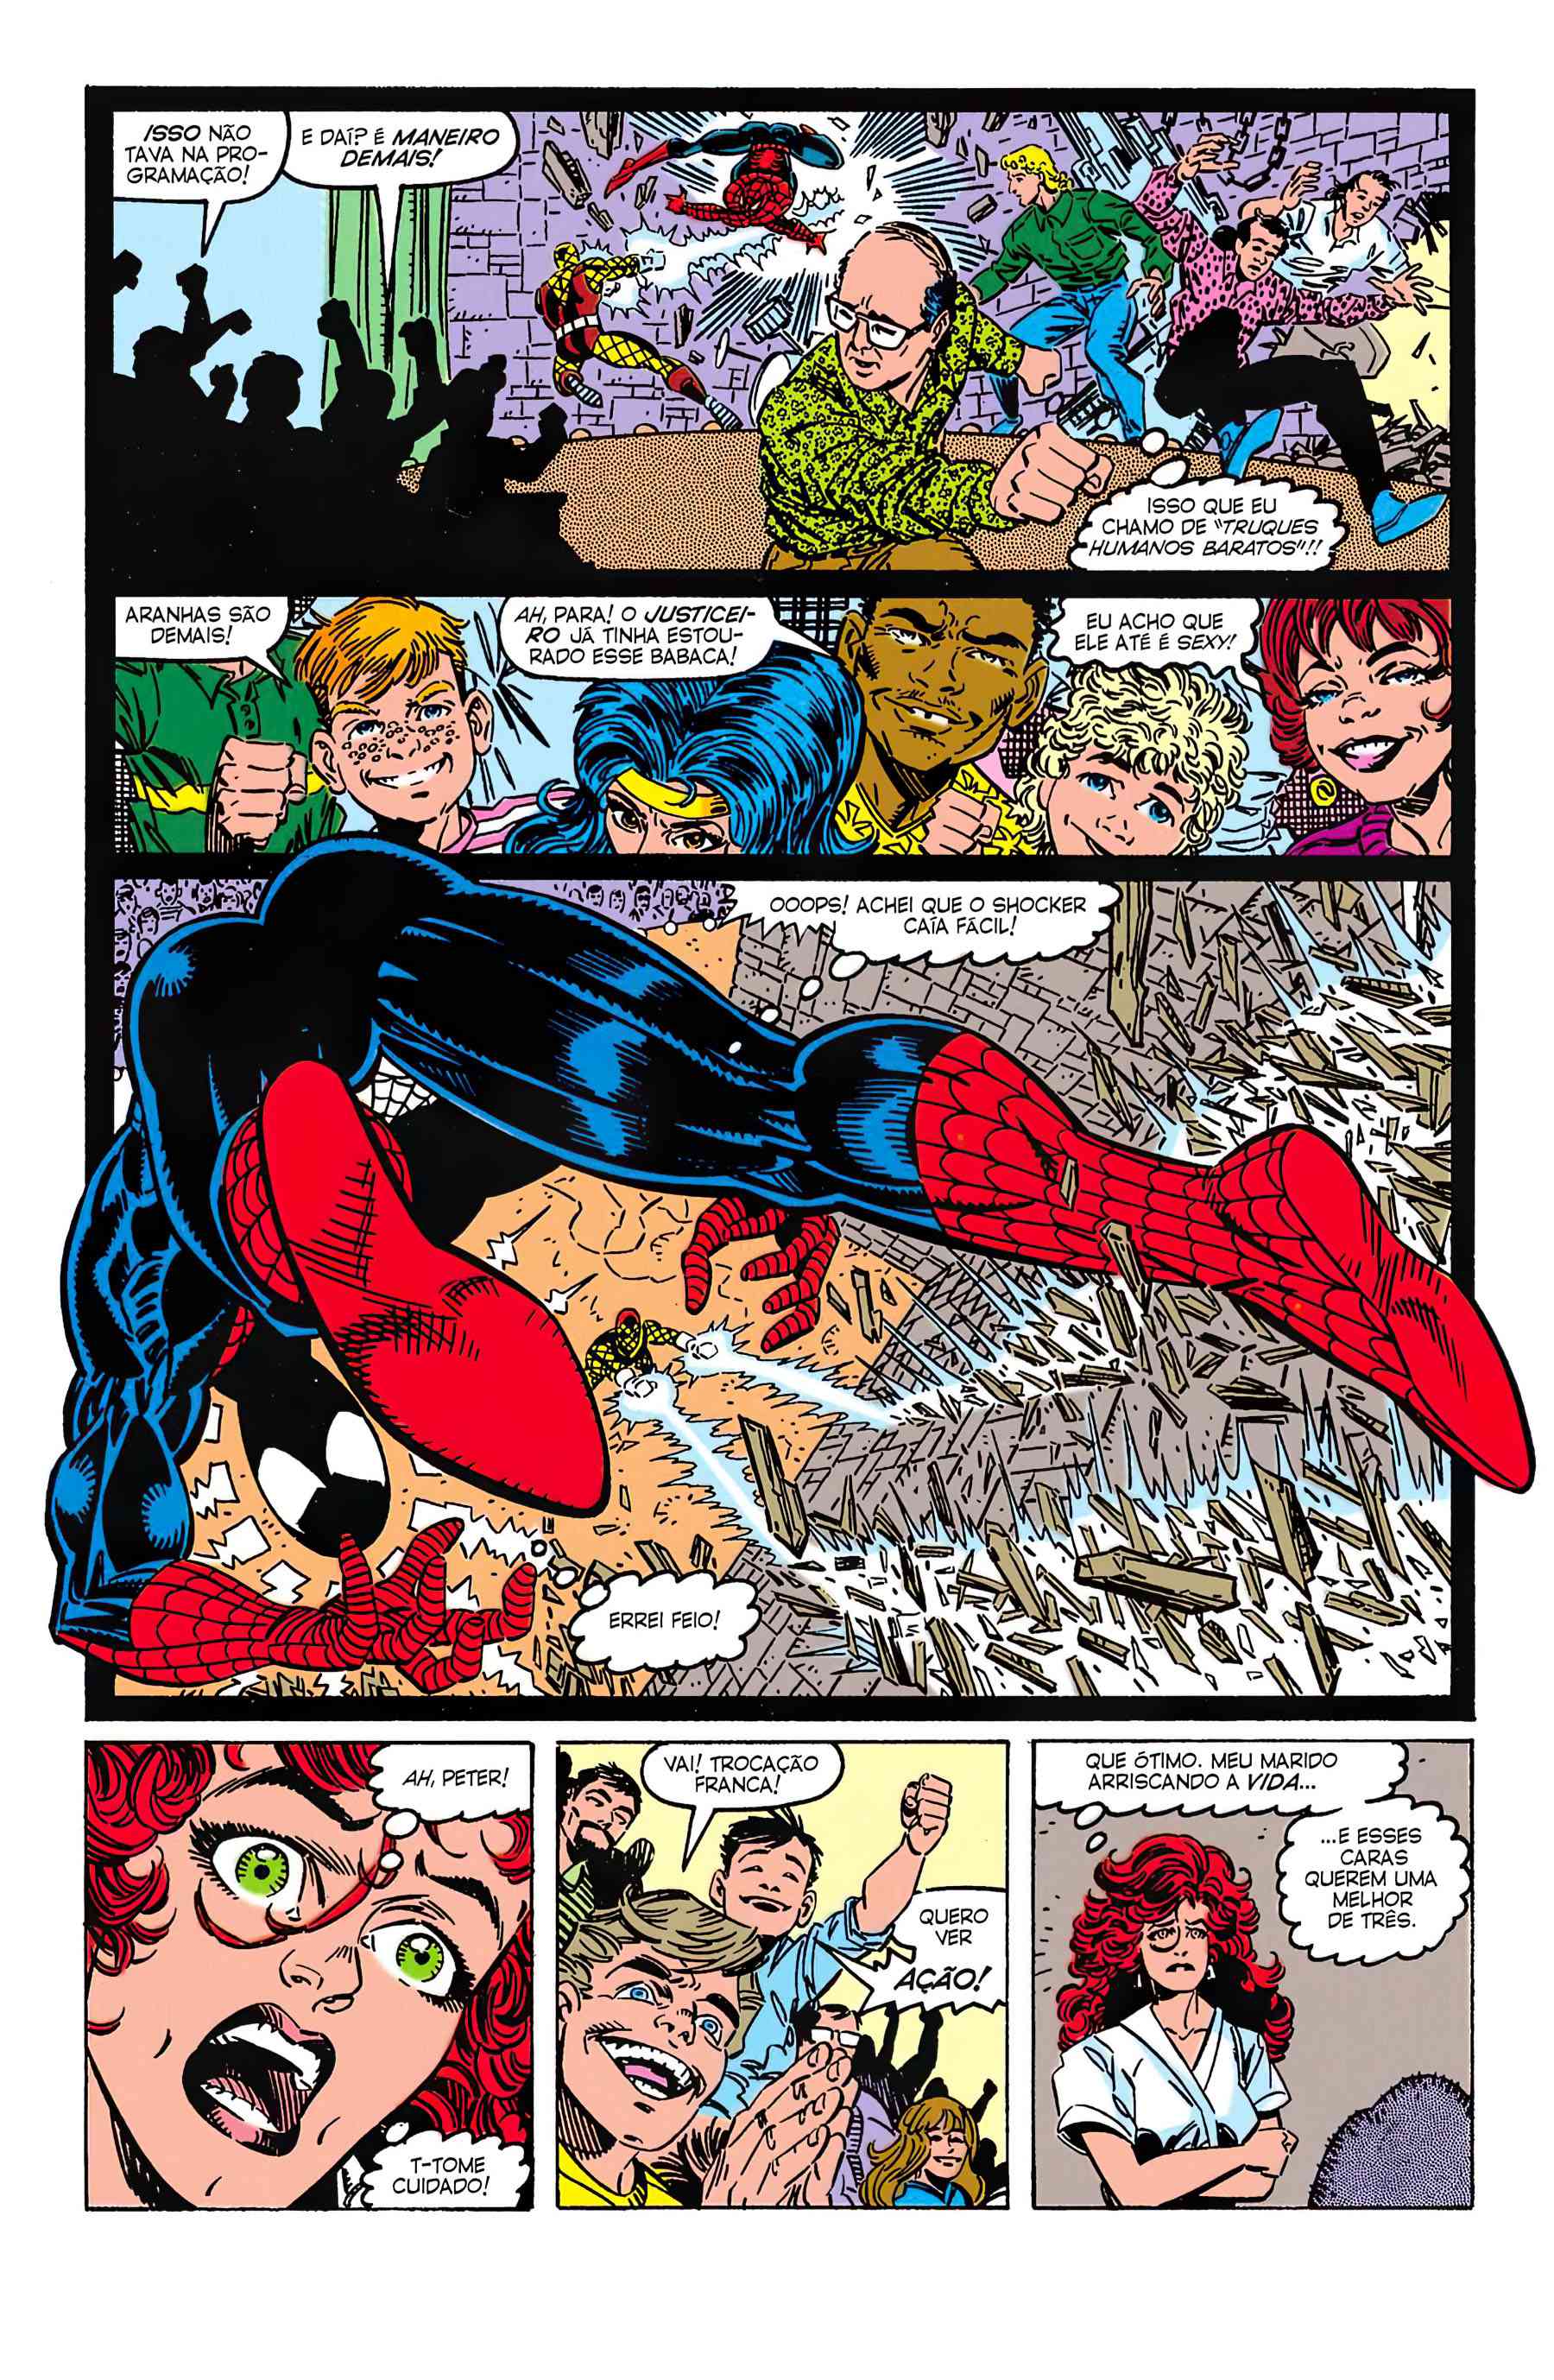 ISSO NÃO
TAVA NA PRO-
GRAMAÇÃO!
E DAÍ? É MANEIRO
DEMAIS!
ISSO QUE EU
CHAMO DE "TRUQUES
HUMANOS BARATOS"!!
ARANHAS SÃO
DEMAIS!
AH, PARA! O JUSTICEI-
RO JÁ TINHA ESTOU-
RADO ESSE BABACA!
EU ACHO QUE
ELE ATÉ É SEXY!
OOOPS! ACHEI QUE O SHOCKER
CAÍA FÁCIL!
ERREI FEIO!
AH, PETER!
T-TOME
CUIDADO!
VAI! TROCAÇÃO
FRANCA!
QUERO
VER
AÇÃO!
QUE ÓTIMO. MEU MARIDO
ARRISCANDO A VIDA...
...E ESSES
CARAS
QUEREM UMA
MELHOR
DE TRÊS.